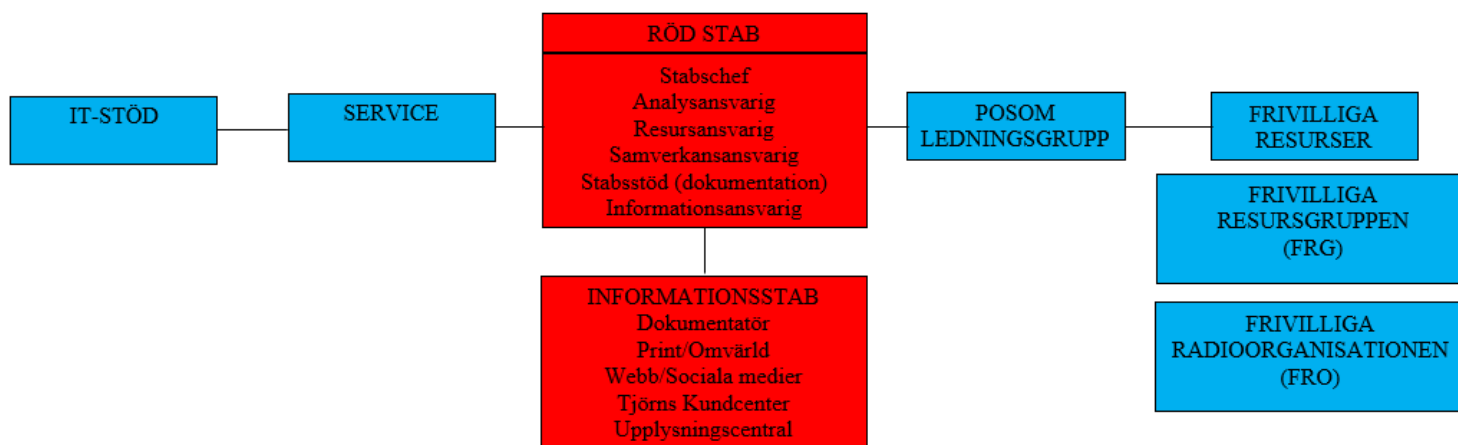 RÖD STAB
Stabschef
Analysansvarig
Resursansvarig
Samverkansansvarig
Stabsstöd (dokumentation)
Informationsansvarig
IT-STÖD
SERVICE
POSOM
LEDNINGSGRUPP
FRIVILLIGA
RESURSER
FRIVILLIGA
RESURSGRUPPEN
(FRG)
INFORMATIONSSTAB
Dokumentatör
Print/Omvärld
Webb/Sociala medier
Tjörns Kundcenter
Upplysningscentral
FRIVILLIGA
RADIOORGANISATIONEN
(FRO)